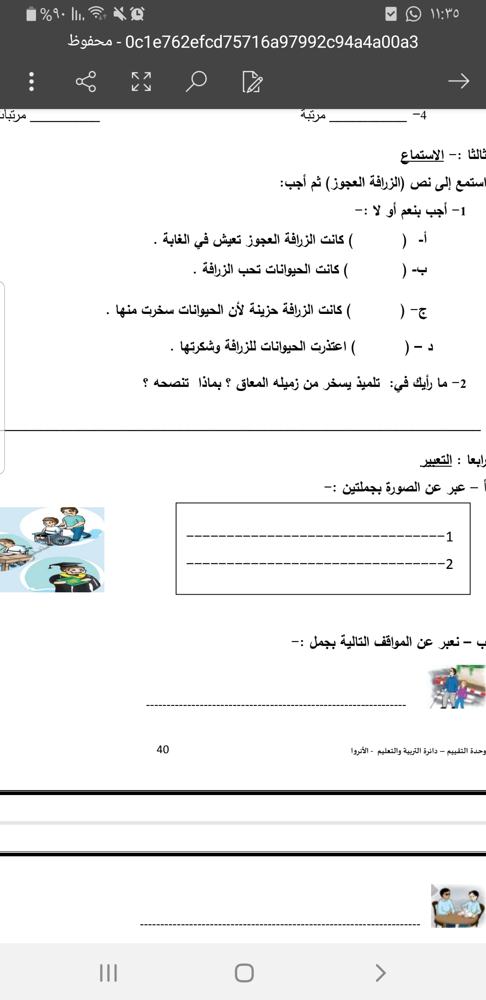 %٩٠ ١١:٣٥
0c1e762efcd75716a97992c94a4a00a3 - محفوظ
4- __________ مرتبة _________
ثالثا :- الاستماع
استمع إلى نص (الزرافة العجوز) ثم أجب:
1- أجب بنعم أو لا :-
أ- ( ) كانت الزرافة العجوز تعيش في الغابة .
ب- ( ) كانت الحيوانات تحب الزرافة .
ج- ( ) كانت الزرافة حزينة لأن الحيوانات سخرت منها .
د – ( ) اعتذرت الحيوانات للزرافة وشكرتها .
2- ما رأيك في: تلميذ يسخر من زميله المعاق ؟ بماذا تنصحه ؟
رابعا : التعبير
أ – عبر عن الصورة بجملتين :-
1--------------------------------
2--------------------------------
ب – نعبر عن المواقف التالية بجمل :-
وحدة التقييم – دائرة التربية والتعليم - الأنروا 40